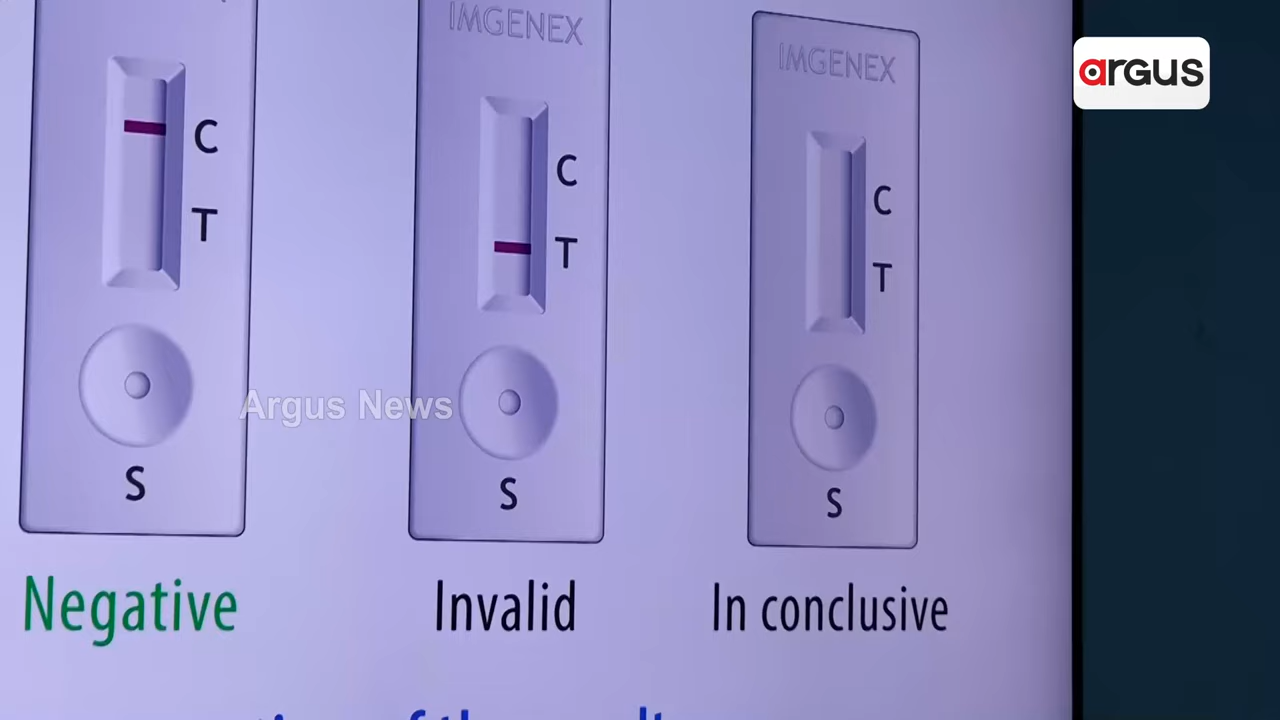 IMGENEX
IMGENEX
argus
C
T
C
T
C
T
Argus News
S
S
S
Negative
Invalid
In conclusive